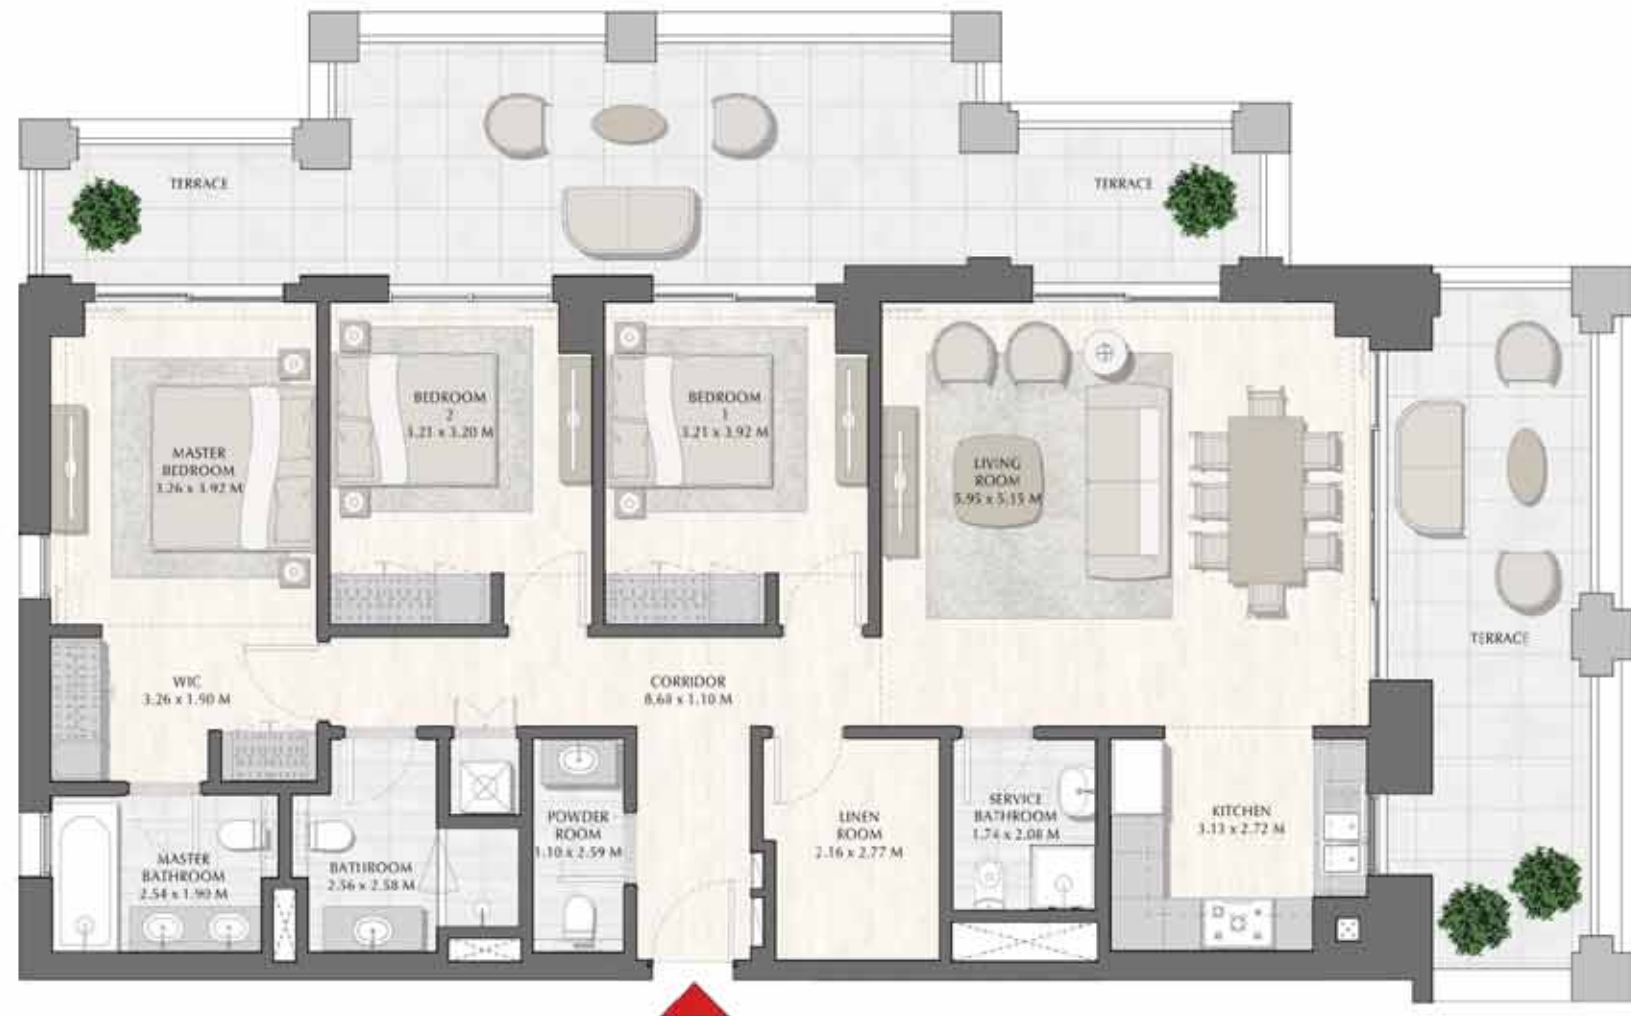 TERRACE
TERRACE
MASTER
BEDROOM
3.26 x 3.92 M
BEDROOM
2
3.21 x 3.20 M
BEDROOM
1
3.21 x 3.92 M
LIVING
ROOM
5.95 x 5.15 M
TERRACE
WIC
3.26 x 1.90 M
CORRIDOR
8.68 x 1.10 M
MASTER
BATHROOM
2.54 x 1.90 M
BATHROOM
2.56 x 2.58 M
POWDER
ROOM
1.10 x 2.59 M
LINEN
ROOM
2.16 x 2.77 M
SERVICE
BATHROOM
1.74 x 2.08 M
KITCHEN
3.13 x 2.72 M